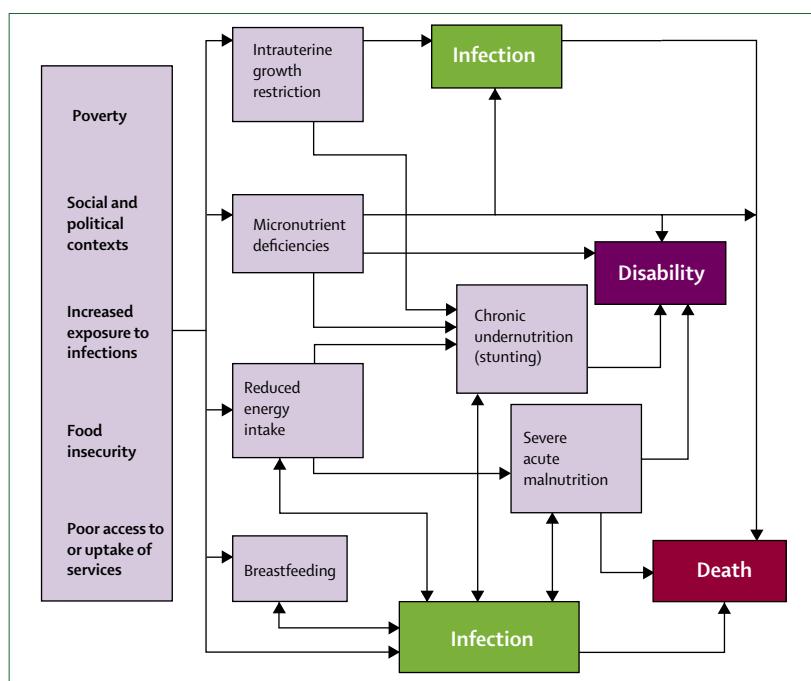 Poverty
Social and
political
contexts
Increased
exposure to
infections
Food
insecurity
Poor access to
or uptake of
services
Intrauterine
growth
restriction
Infection
Micronutrient
deficiencies
Disability
Chronic
undernutrition
(stunting)
Reduced
energy
intake
Severe
acute
malnutrition
Breastfeeding
Death
Infection